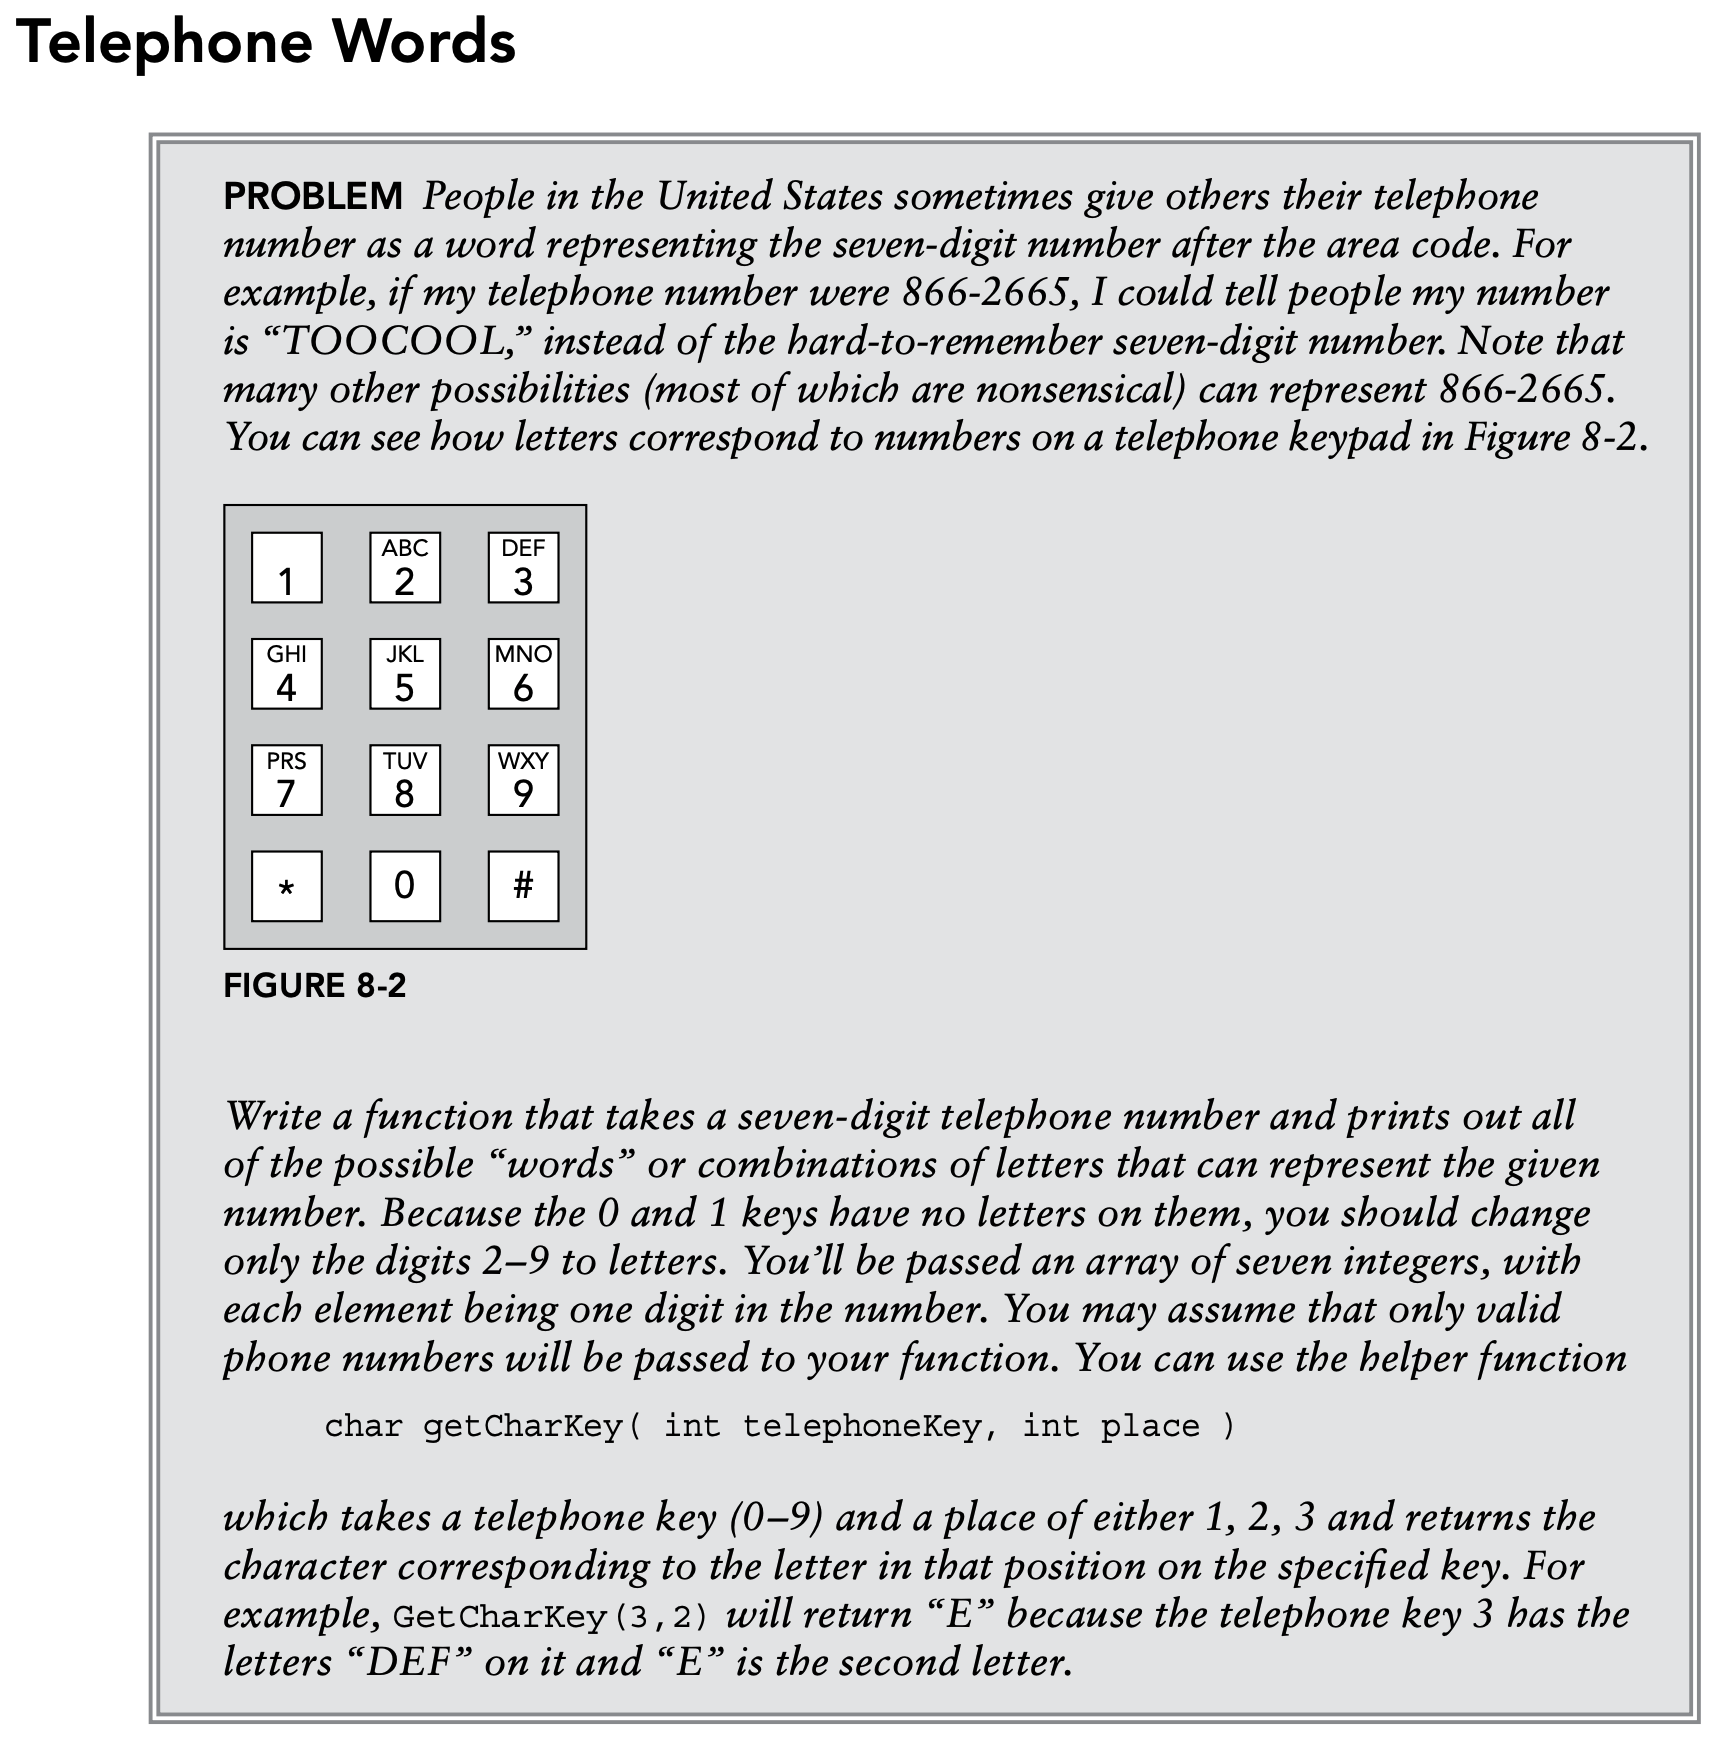 Telephone Words
PROBLEM People in the United States sometimes give others their telephone
number as a word representing the seven-digit number after the area code. For
example, if my telephone number were 866-2665, I could tell people my number
is “TOOCOOL,” instead of the hard-to-remember seven-digit number. Note that
many other possibilities (most of which are nonsensical) can represent 866-2665.
You can see how letters correspond to numbers on a telephone keypad in Figure 8-2.
ABC DEF
1 2 3
GHI JKL MNO
4 5 6
PRS TUV WXY
7 8 9
* 0 #
FIGURE 8-2
Write a function that takes a seven-digit telephone number and prints out all
of the possible “words” or combinations of letters that can represent the given
number. Because the 0 and 1 keys have no letters on them, you should change
only the digits 2–9 to letters. You’ll be passed an array of seven integers, with
each element being one digit in the number. You may assume that only valid
phone numbers will be passed to your function. You can use the helper function
char getCharKey( int telephoneKey, int place )
which takes a telephone key (0–9) and a place of either 1, 2, 3 and returns the
character corresponding to the letter in that position on the specified key. For
example, GetCharKey(3,2) will return “E” because the telephone key 3 has the
letters “DEF” on it and “E” is the second letter.